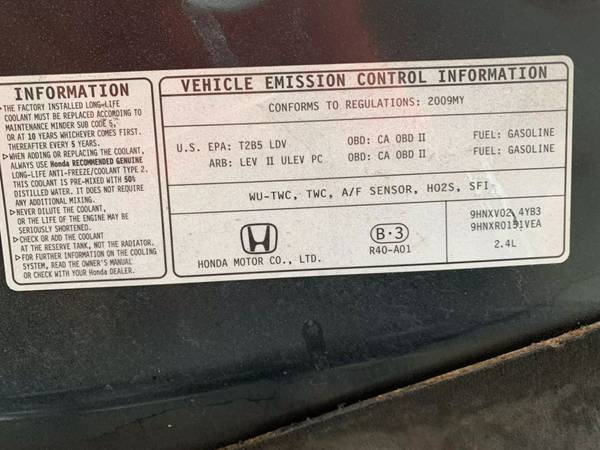 INFORMATION
▷THE FACTORY INSTALLED LONG-LIFE
COOLANT MUST BE REPLACED ACCORDING TO
MAINTENANCE MINDER SUB CODE 5,
OR AT 10 YEARS WHICHEVER COMES FIRST.
THEREAFTER EVERY 5 YEARS.
▷WHEN ADDING OR REPLACING THE COOLANT,
ALWAYS USE Honda RECOMMENDED GENUINE
LONG-LIFE ANTI-FREEZE/COOLANT TYPE 2.
THIS COOLANT IS PRE-MIXED WITH 50%
DISTILLED WATER. IT DOES NOT REQUIRE
ANY ADDITIONAL MIXING.
▷NEVER DILUTE THE COOLANT,
OR THE LIFE OF THE ENGINE MAY BE
SERIOUSLY SHORTENED.
▷CHECK OR ADD THE COOLANT
AT THE RESERVE TANK, NOT THE RADIATOR.
▷FOR FURTHER INFORMATION ON THE COOLING
SYSTEM, READ THE OWNER'S MANUAL
OR CHECK WITH YOUR Honda DEALER.
VEHICLE EMISSION CONTROL INFORMATION
CONFORMS TO REGULATIONS: 2009MY
U.S. EPA: T2B5 LDV OBD: CA OBD II FUEL: GASOLINE
ARB: LEV II ULEV PC OBD: CA OBD II FUEL: GASOLINE
WU-TWC, TWC, A/F SENSOR, HO2S, SFI
HONDA MOTOR CO., LTD.
B·3
R40-A01
9HNXR0131VEA
2.4L